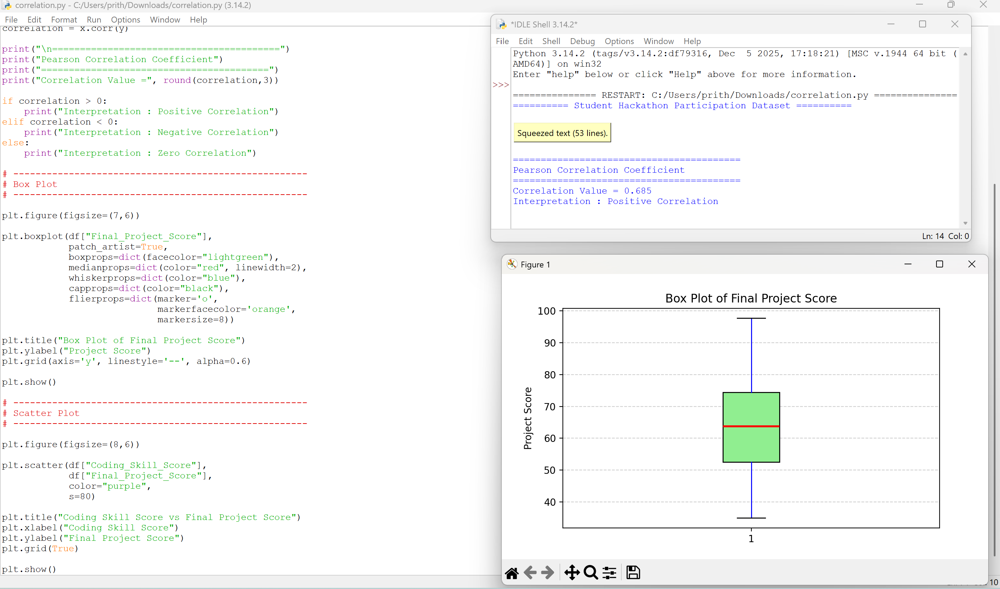 correlation.py - C:/Users/prith/Downloads/correlation.py (3.14.2)
File Edit Format Run Options Window Help
correlation = x.corr(y)
print("\n=========================================")
print("Pearson Correlation Coefficient")
print("=========================================")
print("Correlation Value =", round(correlation,3))
if correlation > 0:
    print("Interpretation : Positive Correlation")
elif correlation < 0:
    print("Interpretation : Negative Correlation")
else:
    print("Interpretation : Zero Correlation")
# -----------------------------------------------------
# Box Plot
# -----------------------------------------------------
plt.figure(figsize=(7,6))
plt.boxplot(df["Final_Project_Score"],
            patch_artist=True,
            boxprops=dict(facecolor="lightgreen"),
            medianprops=dict(color="red", linewidth=2),
            whiskerprops=dict(color="blue"),
            capprops=dict(color="black"),
            flierprops=dict(marker='o',
                            markerfacecolor='orange',
                            markersize=8))
plt.title("Box Plot of Final Project Score")
plt.ylabel("Project Score")
plt.grid(axis='y', linestyle='--', alpha=0.6)
plt.show()
# -----------------------------------------------------
# Scatter Plot
# -----------------------------------------------------
plt.figure(figsize=(8,6))
plt.scatter(df["Coding_Skill_Score"],
            df["Final_Project_Score"],
            color="purple",
            s=80)
plt.title("Coding Skill Score vs Final Project Score")
plt.xlabel("Coding Skill Score")
plt.ylabel("Final Project Score")
plt.grid(True)
plt.show()
*IDLE Shell 3.14.2*
File Edit Shell Debug Options Window Help
Python 3.14.2 (tags/v3.14.2:df79316, Dec  5 2025, 17:18:21) [MSC v.1944 64 bit (
AMD64)] on win32
Enter "help" below or click "Help" above for more information.
>>>
=============== RESTART: C:/Users/prith/Downloads/correlation.py ===============
========== Student Hackathon Participation Dataset ==========
Squeezed text (53 lines).
=========================================
Pearson Correlation Coefficient
=========================================
Correlation Value = 0.685
Interpretation : Positive Correlation
Ln: 14 Col: 0
Figure 1
Box Plot of Final Project Score
100
90
80
70
60
50
40
Project Score
1
10